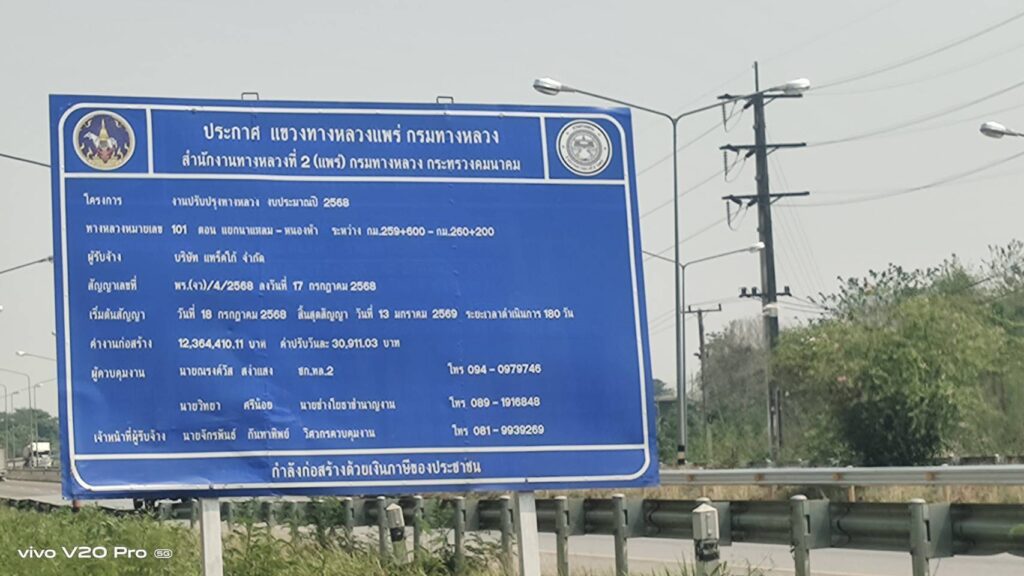 ประกาศ แขวงทางหลวงแพร่ กรมทางหลวง
สำนักงานทางหลวงที่ 2 (แพร่) กรมทางหลวง กระทรวงคมนาคม
โครงการ งานปรับปรุงทางหลวง งบประมาณปี 2568
ทางหลวงหมายเลข 101 ตอน แยกนาแหลม - หนองห้า ระหว่าง กม.259+600 - กม.260+200
ผู้รับจ้าง บริษัท แพร่คีโก้ จำกัด
สัญญาเลขที่ พร.(จว)/4/2568 ลงวันที่ 17 กรกฎาคม 2568
เริ่มต้นสัญญา วันที่ 18 กรกฎาคม 2568 สิ้นสุดสัญญา วันที่ 13 มกราคม 2569 ระยะเวลาดำเนินการ 180 วัน
ค่างานก่อสร้าง 12,364,410.11 บาท ค่าปรับวันละ 30,911.03 บาท
ผู้ควบคุมงาน นายณรงค์วิส สง่าแสง ชก.ทล.2 โทร 094-0979746
นายวิทยา ศรีน้อย นายช่างโยธาชำนาญงาน โทร 089-1916848
เจ้าหน้าที่ผู้รับจ้าง นายจักรพันธ์ กันทาทิพย์ วิศวกรควบคุมงาน โทร 081-9939269
กำลังก่อสร้างด้วยเงินภาษีของประชาชน
vivo V20 Pro 5G